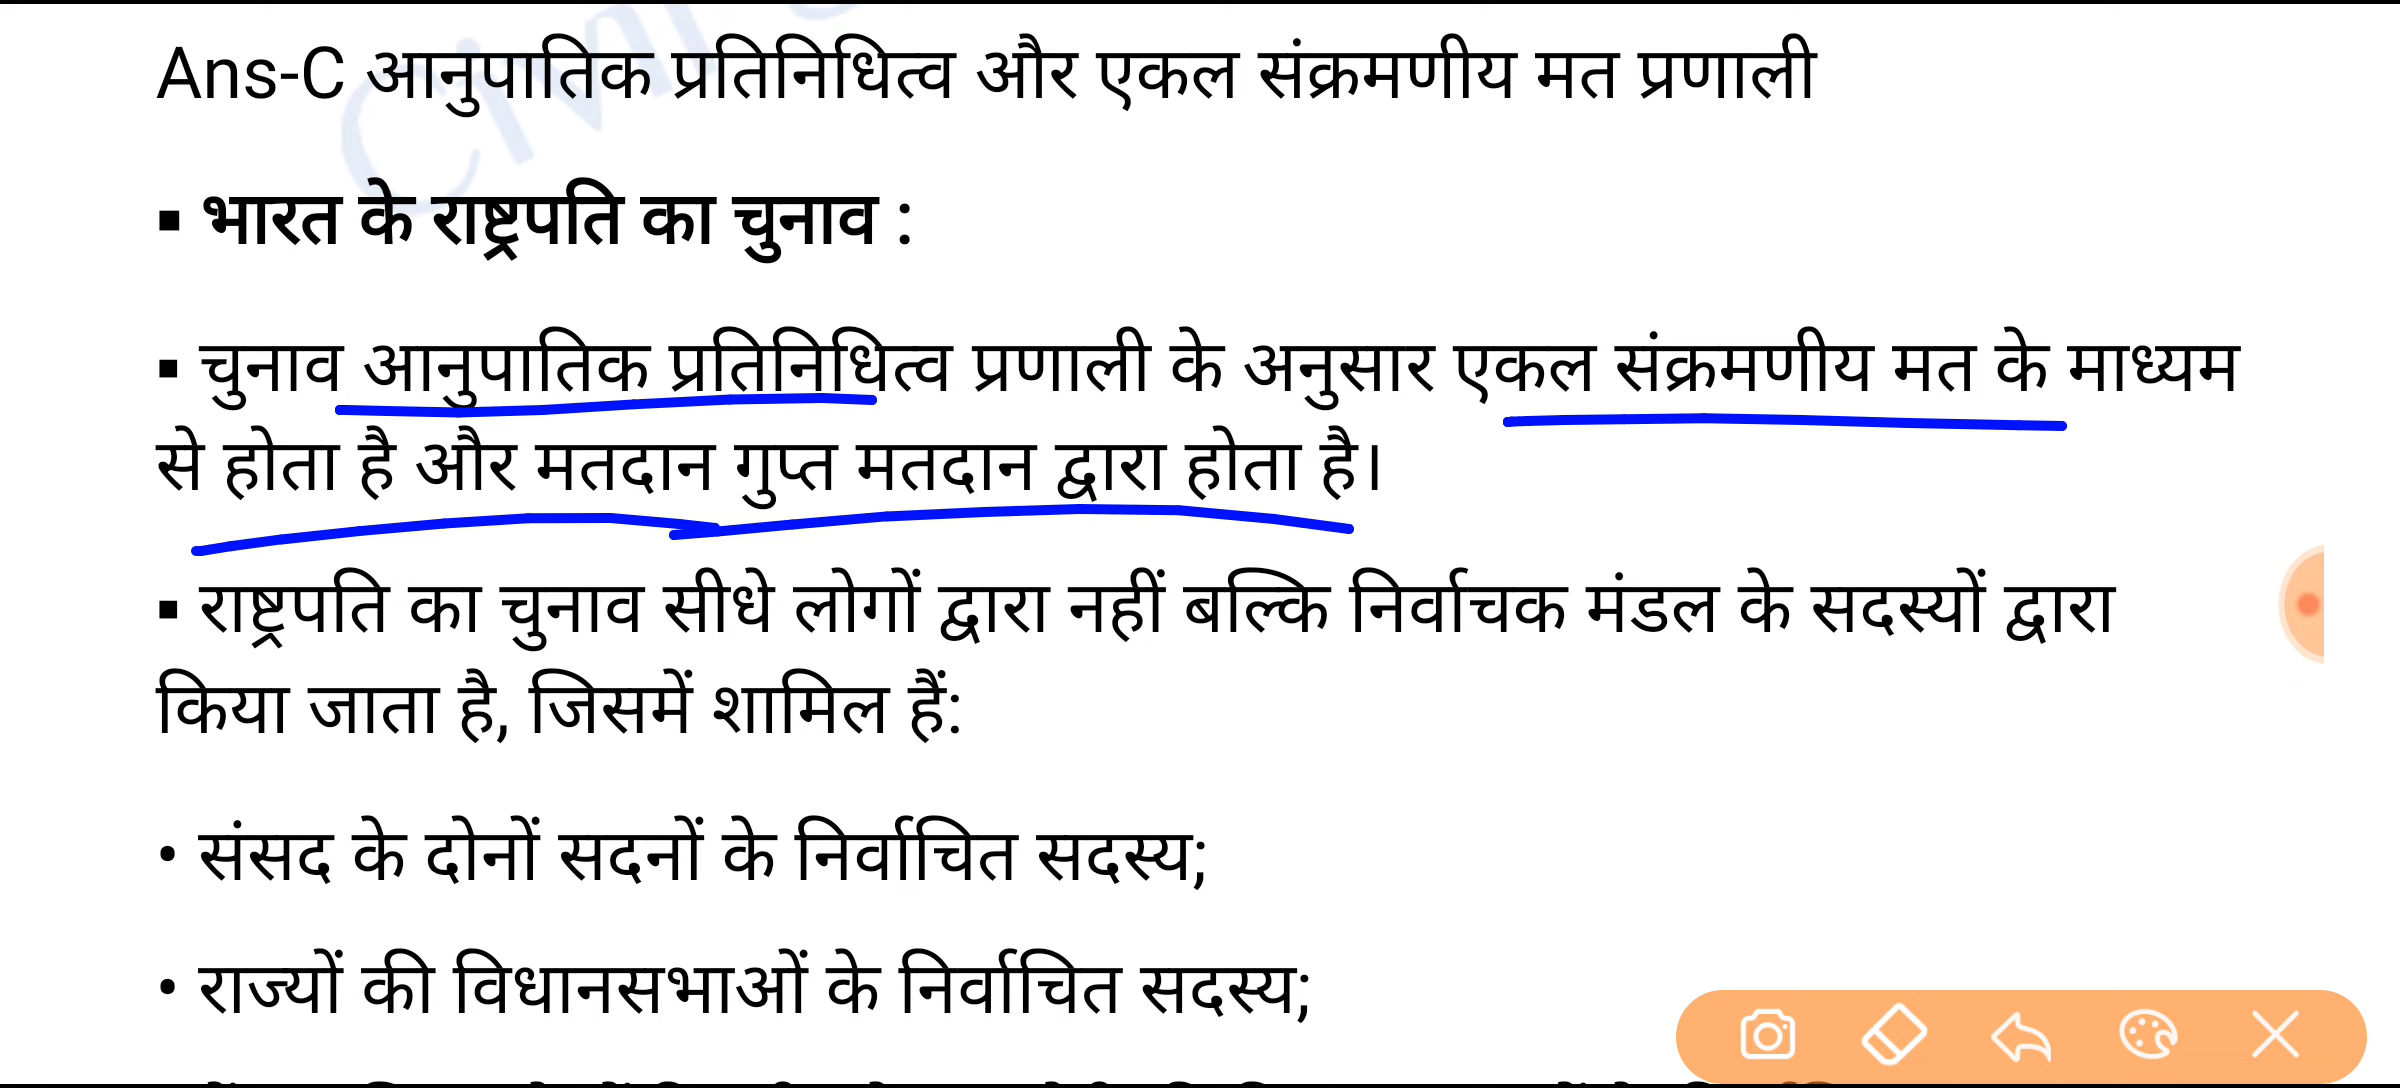 Ans-C आनुपातिक प्रतिनिधित्व और एकल संक्रमणीय मत प्रणाली
▪ भारत के राष्ट्रपति का चुनाव :
▪ चुनाव आनुपातिक प्रतिनिधित्व प्रणाली के अनुसार एकल संक्रमणीय मत के माध्यम
से होता है और मतदान गुप्त मतदान द्वारा होता है।
▪ राष्ट्रपति का चुनाव सीधे लोगों द्वारा नहीं बल्कि निर्वाचक मंडल के सदस्यों द्वारा
किया जाता है, जिसमें शामिल हैं:
• संसद के दोनों सदनों के निर्वाचित सदस्य;
• राज्यों की विधानसभाओं के निर्वाचित सदस्य;
Civil